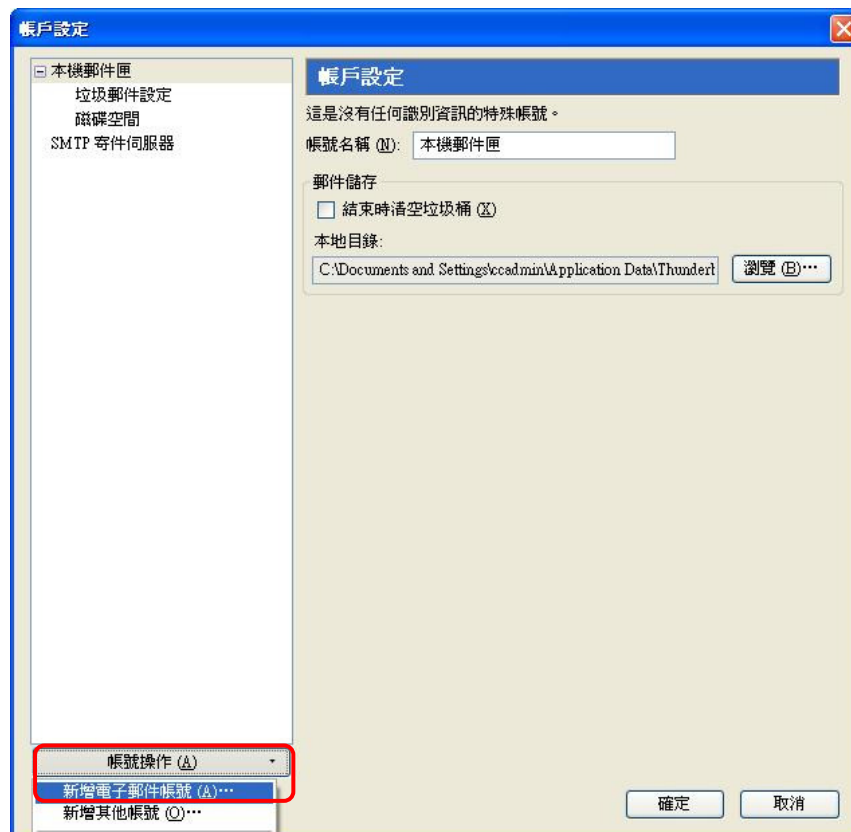 帳戶設定
本機郵件匣
垃圾郵件設定
磁碟空間
SMTP 寄件伺服器
帳戶設定
這是沒有任何識別資訊的特殊帳號。
帳號名稱 (N): 本機郵件匣
郵件儲存
結束時清空垃圾桶 (X)
本地目錄:
C:\Documents and Settings\ccadmin\Application Data\Thunderb
瀏覽 (B)…
帳號操作 (A)
新增電子郵件帳號 (A)…
新增其他帳號 (O)…
確定
取消